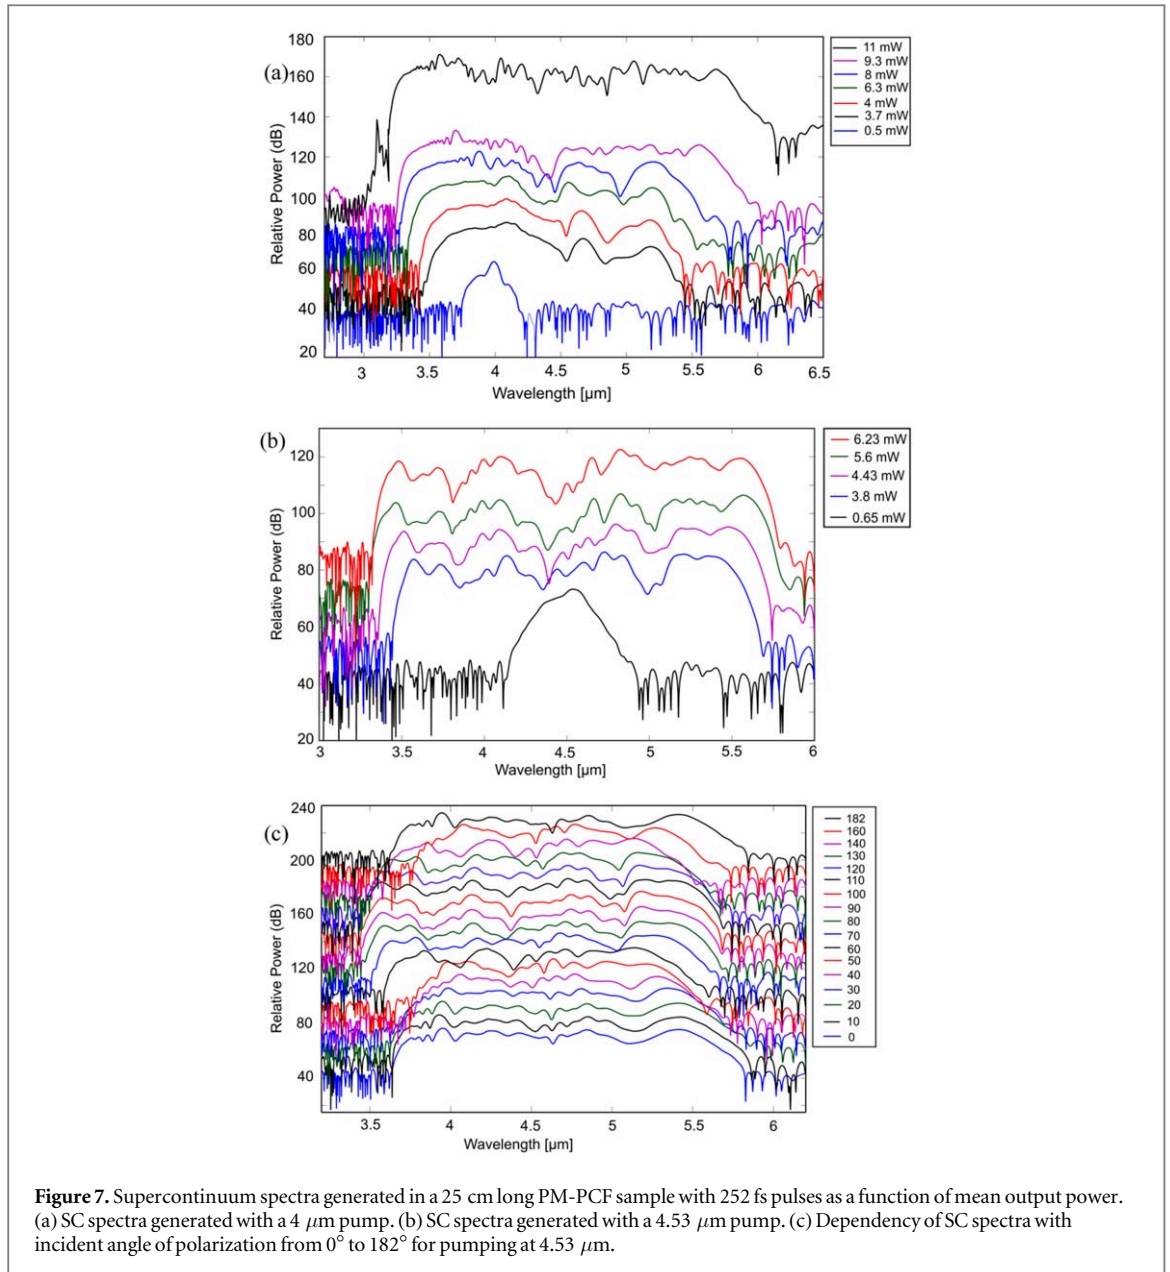 (a)
180
160
140
120
100
80
60
40
20
Relative Power (dB)
3 3.5 4 4.5 5 5.5 6 6.5
Wavelength [µm]
11 mW
9.3 mW
8 mW
6.3 mW
4 mW
3.7 mW
0.5 mW
(b)
120
100
80
60
40
20
Relative Power (dB)
3 3.5 4 4.5 5 5.5 6
Wavelength [µm]
6.23 mW
5.6 mW
4.43 mW
3.8 mW
0.65 mW
(c)
240
200
160
120
80
40
Relative Power (dB)
3.5 4 4.5 5 5.5 6
Wavelength [µm]
182
160
140
130
120
110
100
90
80
70
60
50
40
30
20
10
0
Figure 7. Supercontinuum spectra generated in a 25 cm long PM-PCF sample with 252 fs pulses as a function of mean output power.
(a) SC spectra generated with a 4 µm pump. (b) SC spectra generated with a 4.53 µm pump. (c) Dependency of SC spectra with
incident angle of polarization from 0° to 182° for pumping at 4.53 µm.